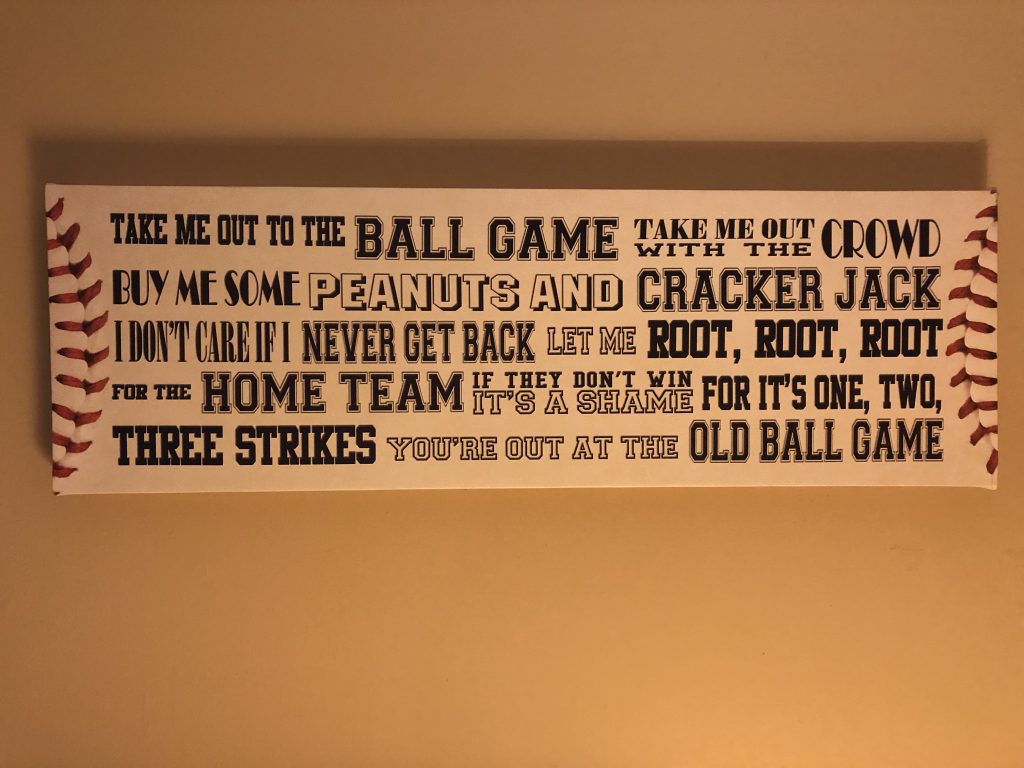 TAKE ME OUT TO THE BALL GAME TAKE ME OUT WITH THE CROWD
BUY ME SOME PEANUTS AND CRACKER JACK
I DON'T CARE IF I NEVER GET BACK LET ME ROOT, ROOT, ROOT
FOR THE HOME TEAM IF THEY DON'T WIN IT'S A SHAME FOR IT'S ONE, TWO,
THREE STRIKES YOU'RE OUT AT THE OLD BALL GAME